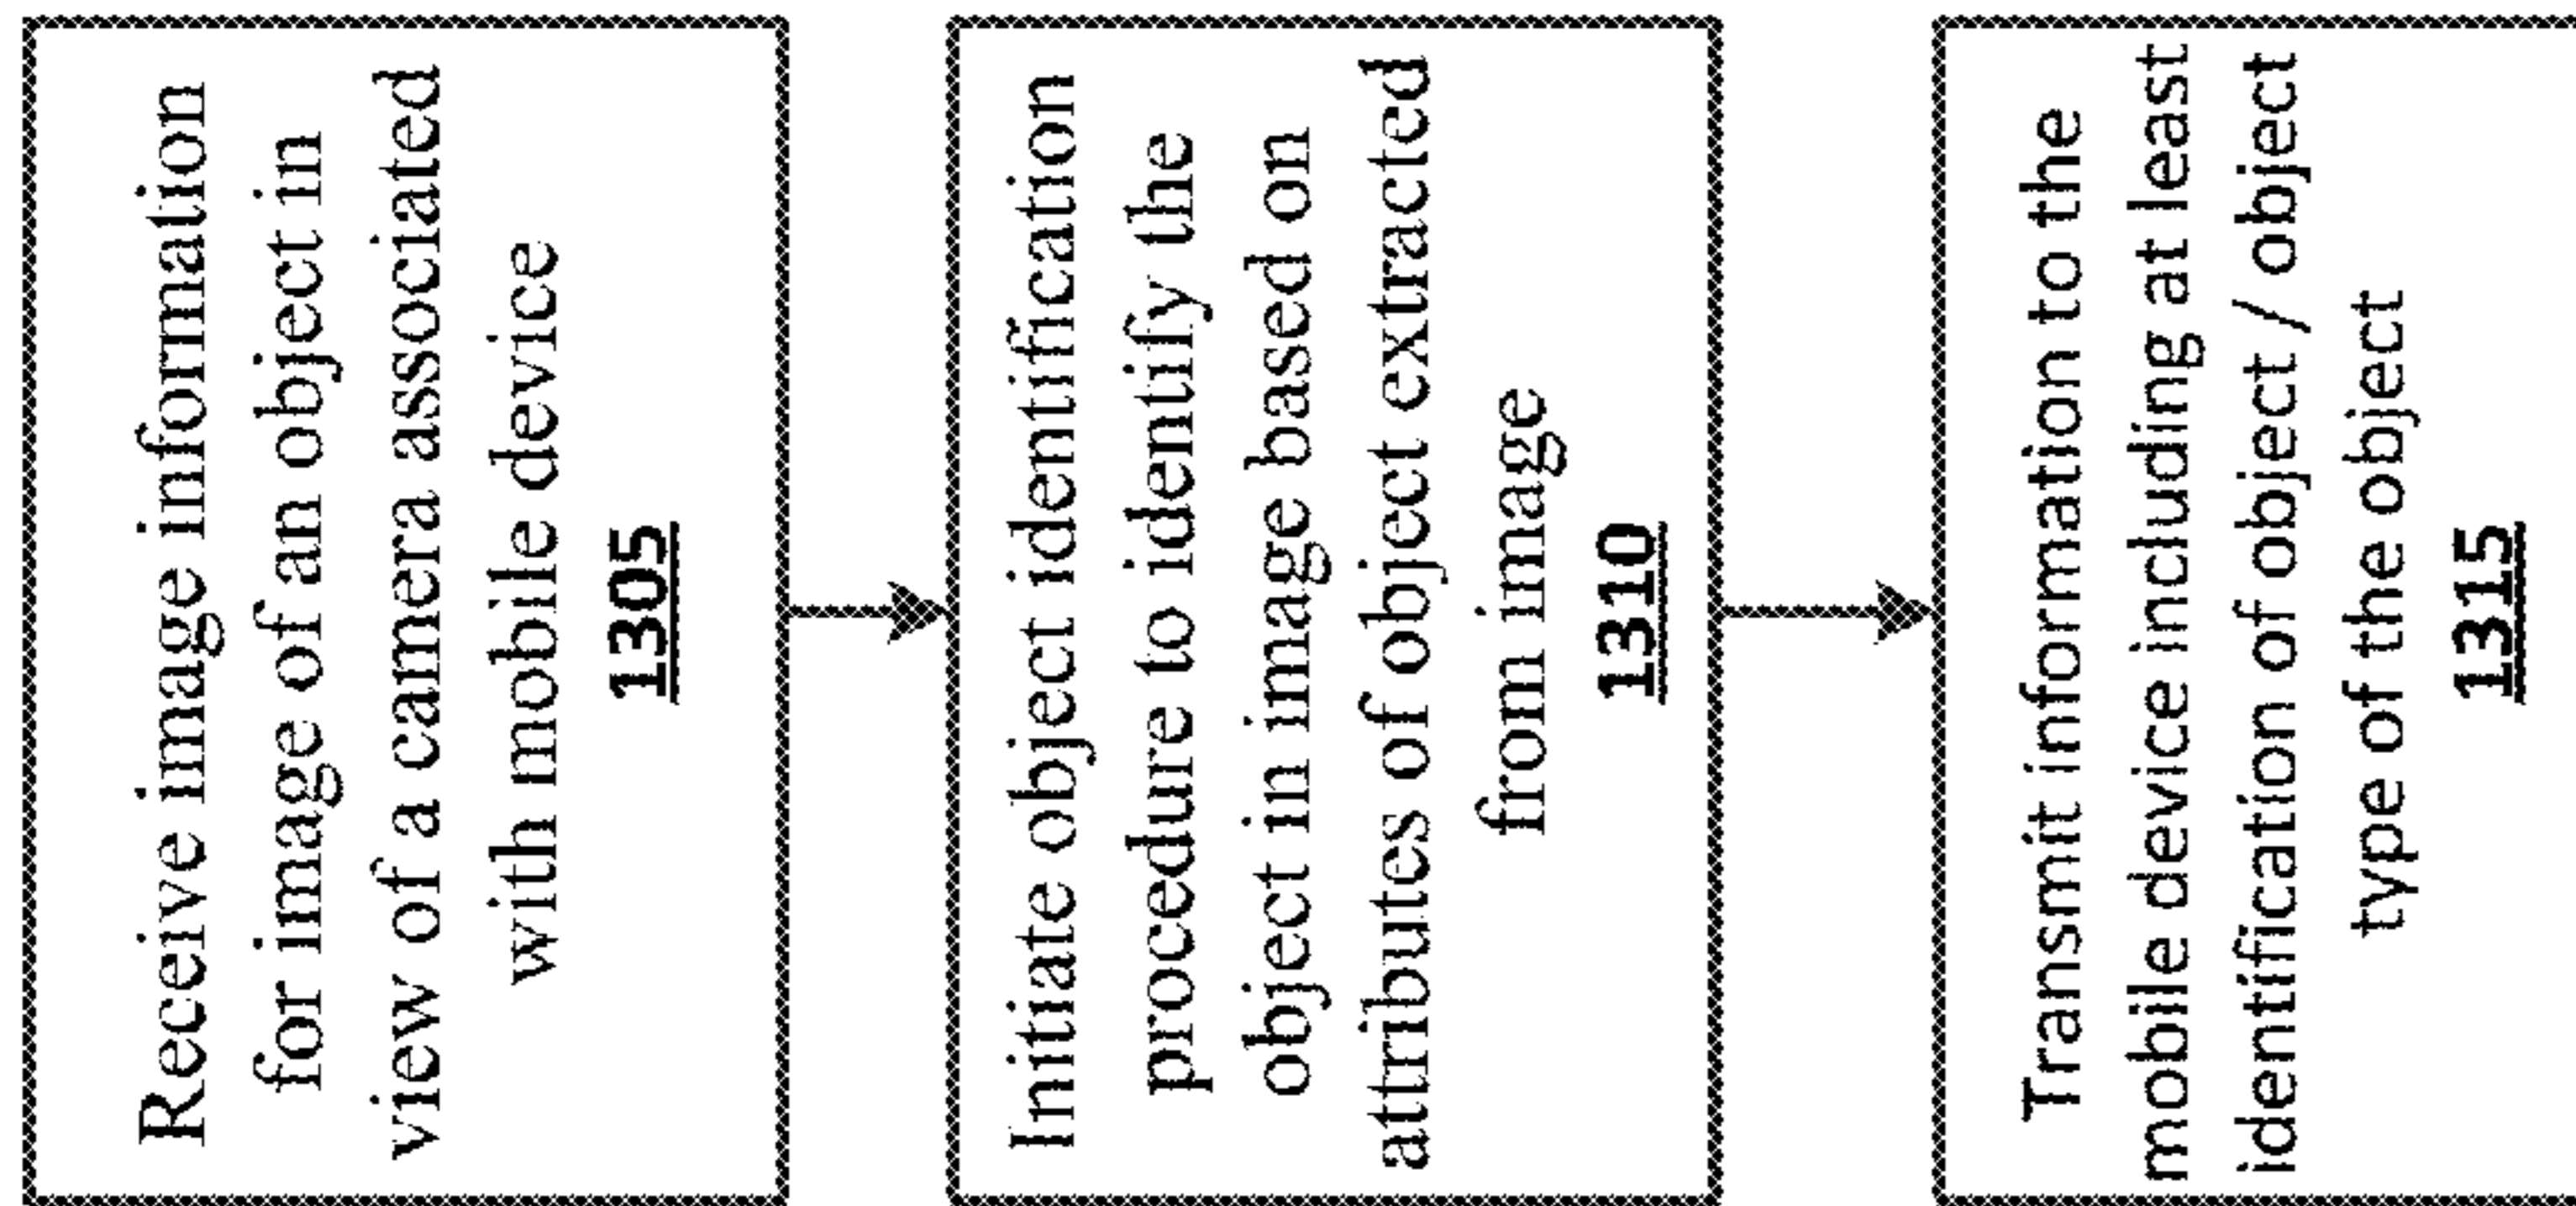 Receive image information
for image of an object in
view of a camera associated
with mobile device
1305
Initiate object identification
procedure to identify the
object in image based on
attributes of object extracted
from image
1310
Transmit information to the
mobile device including at least
identification of object / object
type of the object
1315